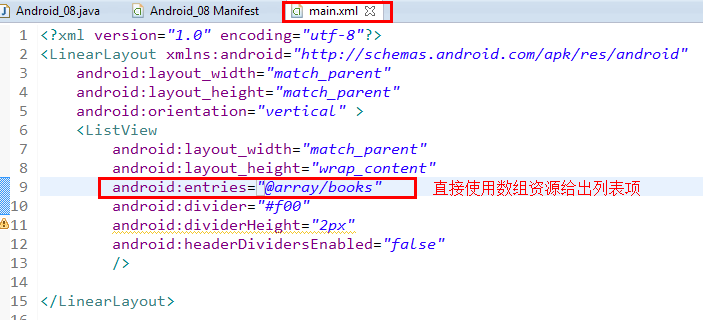 Android_08.java Android_08 Manifest main.xml
1 <?xml version="1.0" encoding="utf-8"?>
2 <LinearLayout xmlns:android="http://schemas.android.com/apk/res/android"
3 android:layout_width="match_parent"
4 android:layout_height="match_parent"
5 android:orientation="vertical" >
6 <ListView
7 android:layout_width="match_parent"
8 android:layout_height="wrap_content"
9 android:entries="@array/books" 直接使用数组资源给出列表项
10 android:divider="#f00"
11 android:dividerHeight="2px"
12 android:headerDividersEnabled="false"
13 />
14
15 </LinearLayout>